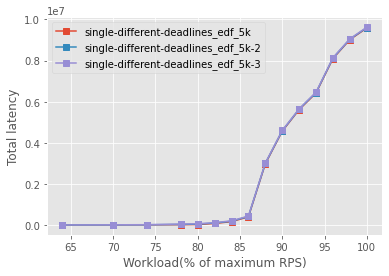 1e7
single-different-deadlines_edf_5k
single-different-deadlines_edf_5k-2
single-different-deadlines_edf_5k-3
Total latency
1.0
0.8
0.6
0.4
0.2
0.0
65 70 75 80 85 90 95 100
Workload(% of maximum RPS)